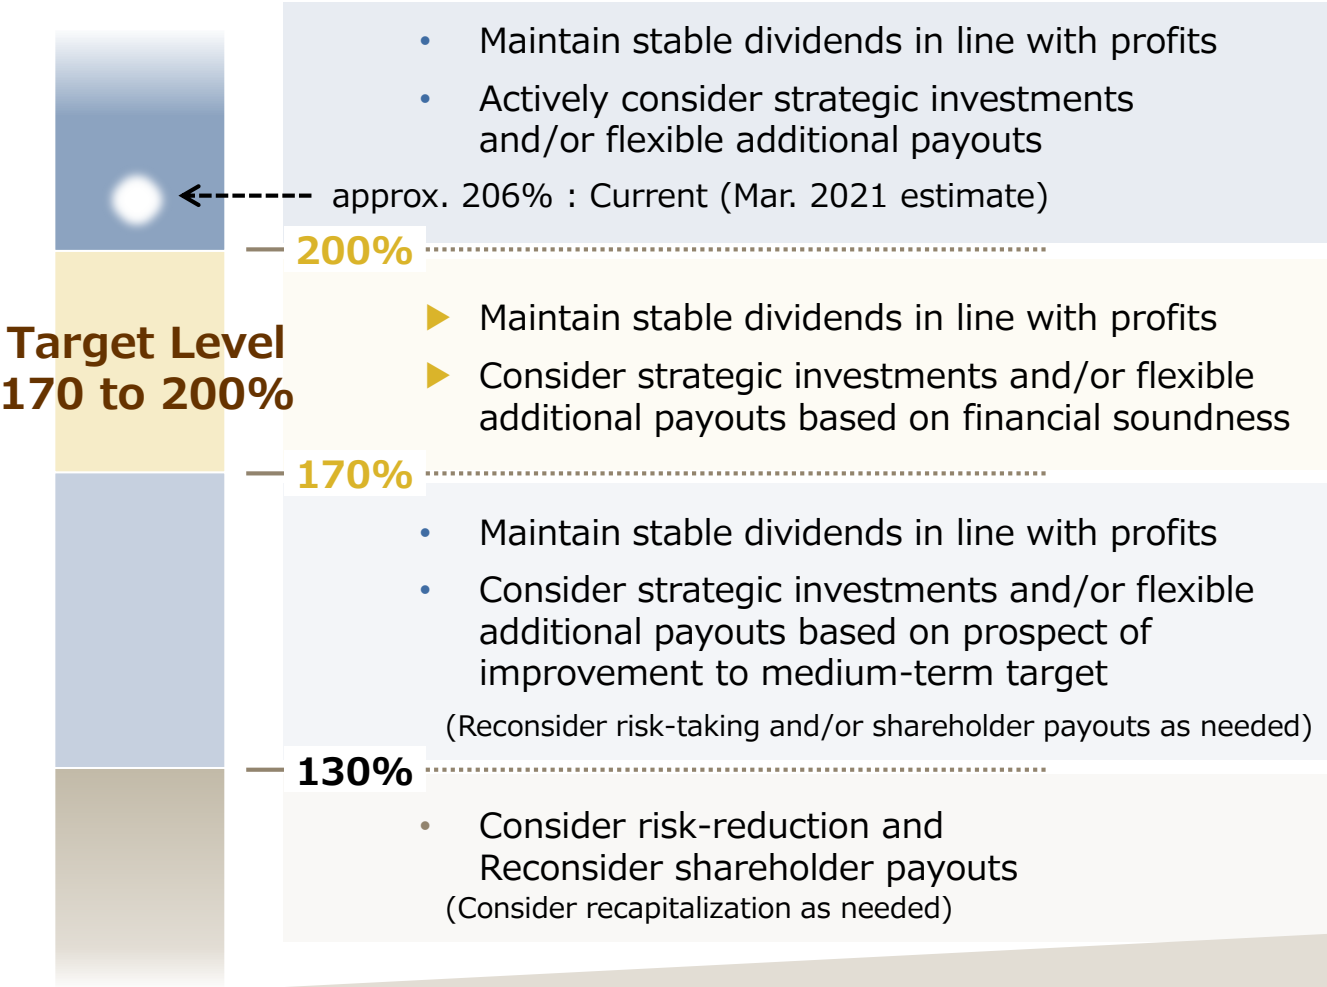 • Maintain stable dividends in line with profits
• Actively consider strategic investments
and/or flexible additional payouts
approx. 206% : Current (Mar. 2021 estimate)
200%
Target Level
170 to 200%
▶ Maintain stable dividends in line with profits
▶ Consider strategic investments and/or flexible
additional payouts based on financial soundness
170%
• Maintain stable dividends in line with profits
• Consider strategic investments and/or flexible
additional payouts based on prospect of
improvement to medium-term target
(Reconsider risk-taking and/or shareholder payouts as needed)
130%
• Consider risk-reduction and
Reconsider shareholder payouts
(Consider recapitalization as needed)